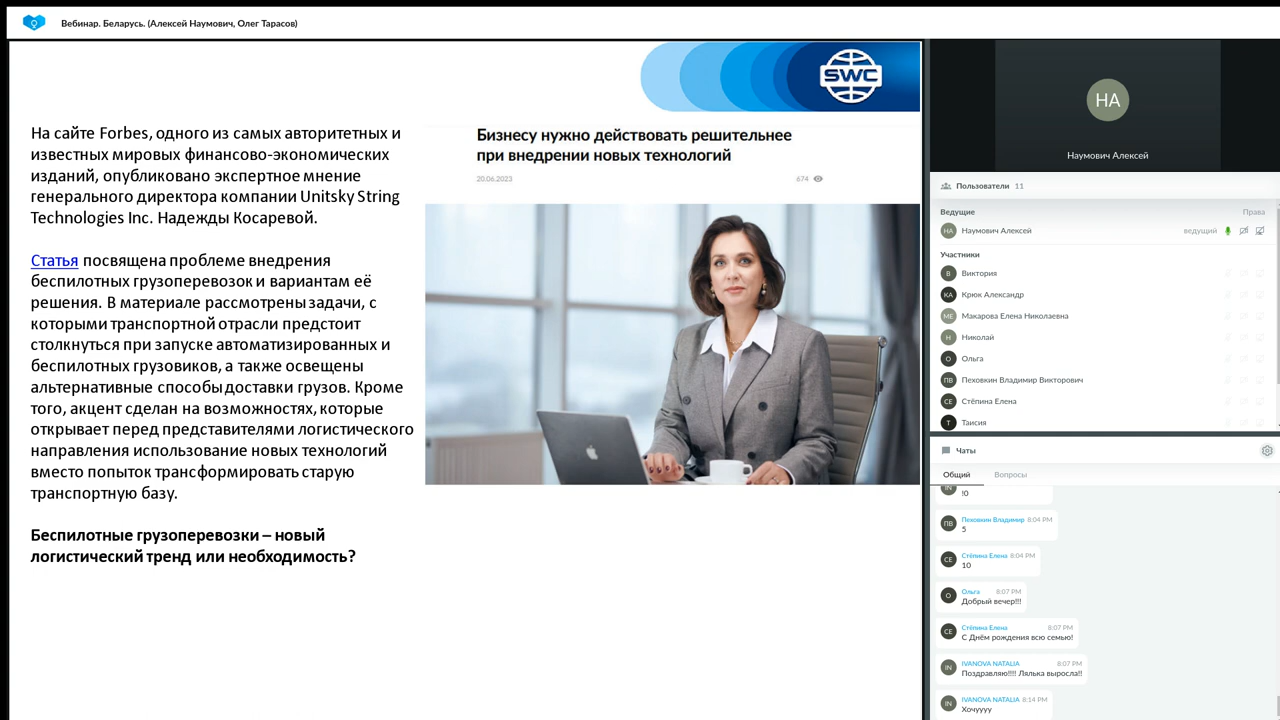 Вебинар. Беларусь. (Алексей Наумович, Олег Тарасов)
SWC
На сайте Forbes, одного из самых авторитетных и
известных мировых финансово-экономических
изданий, опубликовано экспертное мнение
генерального директора компании Unitsky String
Technologies Inc. Надежды Косаревой.
Статья посвящена проблеме внедрения
беспилотных грузоперевозок и вариантам её
решения. В материале рассмотрены задачи, с
которыми транспортной отрасли предстоит
столкнуться при запуске автоматизированных и
беспилотных грузовиков, а также освещены
альтернативные способы доставки грузов. Кроме
того, акцент сделан на возможностях, которые
открывает перед представителями логистического
направления использование новых технологий
вместо попыток трансформировать старую
транспортную базу.
Беспилотные грузоперевозки – новый
логистический тренд или необходимость?
Бизнесу нужно действовать решительнее
при внедрении новых технологий
20.06.2023 674
НА
Наумович Алексей
Пользователи 11
Ведущие Права
НА Наумович Алексей ведущий
Участники
В Виктория
КА Крюк Александр
МЕ Макарова Елена Николаевна
Н Николай
О Ольга
ПВ Пеховкин Владимир Викторович
СЕ Стёпина Елена
Т Таисия
Чаты
Общий Вопросы
IN !0
ПВ Пеховкин Владимир 8:04 PM
5
СЕ Стёпина Елена 8:04 PM
10
О Ольга 8:07 PM
Добрый вечер!!!
СЕ Стёпина Елена 8:07 PM
С Днём рождения всю семью!
IN IVANOVA NATALIA 8:07 PM
Поздравляю!!!! Лялька выросла!!
IN IVANOVA NATALIA 8:14 PM
Хочуууу